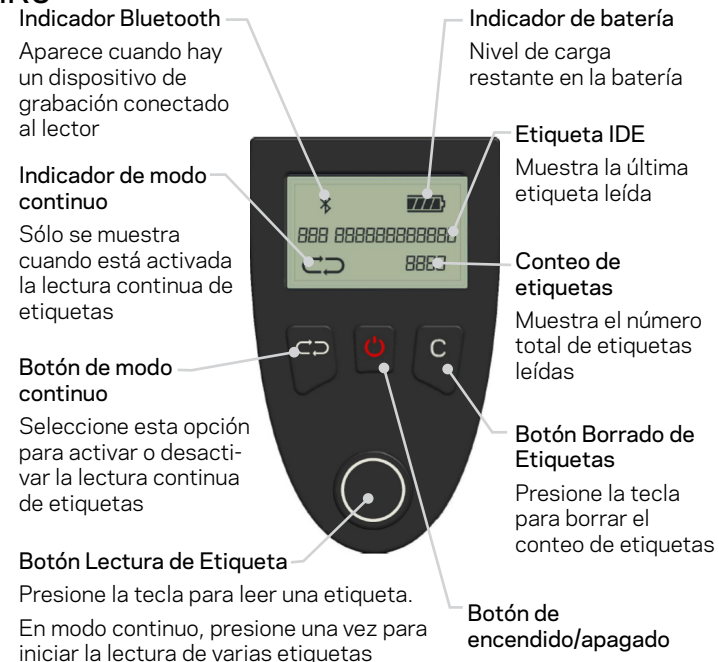 Indicador Bluetooth
Aparece cuando hay
un dispositivo de
grabación conectado
al lector
Indicador de modo
continuo
Sólo se muestra
cuando está activada
la lectura continua de
etiquetas
Botón de modo
continuo
Seleccione esta opción
para activar o desacti-
var la lectura continua
de etiquetas
Botón Lectura de Etiqueta
Presione la tecla para leer una etiqueta.
En modo continuo, presione una vez para
iniciar la lectura de varias etiquetas
888 888888888888
8888
C
Indicador de batería
Nivel de carga
restante en la batería
Etiqueta IDE
Muestra la última
etiqueta leída
Conteo de
etiquetas
Muestra el número
total de etiquetas
leídas
Botón Borrado de
Etiquetas
Presione la tecla
para borrar el
conteo de etiquetas
Botón de
encendido/apagado